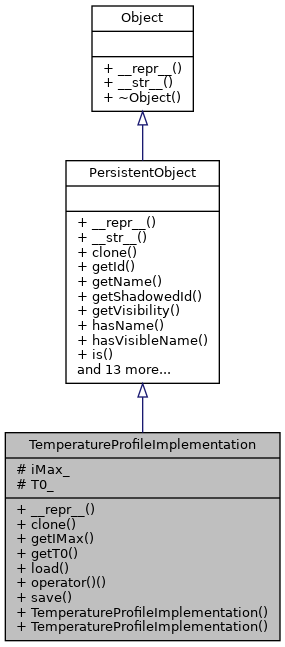 Object
+ __repr__()
+ __str__()
+ ~Object()
PersistentObject
+ __repr__()
+ __str__()
+ clone()
+ getId()
+ getName()
+ getShadowedId()
+ getVisibility()
+ hasName()
+ hasVisibleName()
+ is()
and 13 more...
TemperatureProfileImplementation
# iMax_
# T0_
+ __repr__()
+ clone()
+ getIMax()
+ getT0()
+ load()
+ operator()()
+ save()
+ TemperatureProfileImplementation()
+ TemperatureProfileImplementation()